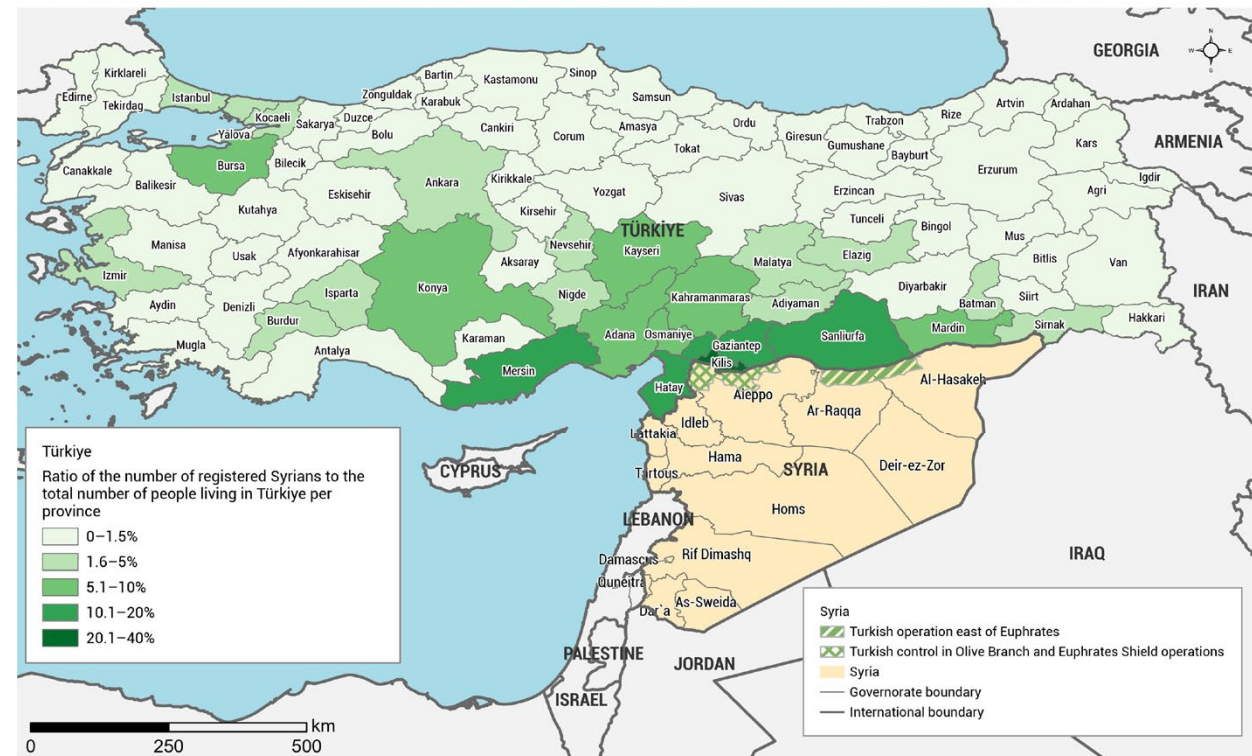 GEORGIA
ARMENIA
IRAN
IRAQ
N
W
E
S
Kirklareli
Edirne
Tekirdag
Istanbul
Kocaeli
Yalova
Sakarya
Duzce
Zonguldak
Bartin
Karabuk
Kastamonu
Sinop
Samsun
Bolu
Cankiri
Corum
Amasya
Ordu
Tokat
Giresun
Trabzon
Gumushane
Bayburt
Rize
Artvin
Ardahan
Kars
Igdir
Erzurum
Agri
Canakkale
Balikesir
Bursa
Bilecik
Eskisehir
Kutahya
Ankara
Kirikkale
Kirsehir
Yozgat
Sivas
Erzincan
Tunceli
Bingol
Mus
Bitlis
Van
Manisa
Usak
Afyonkarahisar
Izmir
Aydin
Denizli
Isparta
Burdur
Mugla
Antalya
Konya
Aksaray
Nevsehir
TÜRKİYE
Kayseri
Nigde
Karaman
Mersin
Adana
Osmaniye
Kahramanmaras
Malatya
Elazig
Adiyaman
Diyarbakir
Batman
Siirt
Mardin
Sirnak
Hakkari
Gaziantep
Kilis
Sanliurfa
Hatay
Aleppo
Ar-Raqqa
Al-Hasakeh
Idleb
Lattakia
Hama
Tartous
SYRIA
Deir-ez-Zor
Homs
CYPRUS
LEBANON
Damascus
Rif Dimashq
Quneitra
Dar`a
As-Sweida
PALESTINE
ISRAEL
JORDAN
Türkiye
Ratio of the number of registered Syrians to the
total number of people living in Türkiye per
province
0–1.5%
1.6–5%
5.1–10%
10.1–20%
20.1–40%
km
0
250
500
Syria
Turkish operation east of Euphrates
Turkish control in Olive Branch and Euphrates Shield operations
Syria
Governorate boundary
International boundary